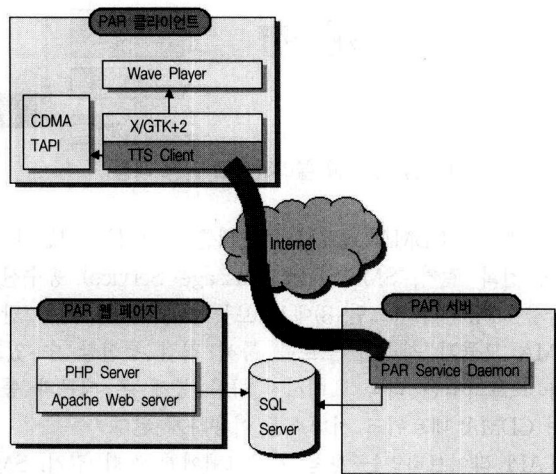 PAR 클라이언트
Wave Player
CDMA
TAPI
X/GTK+2
TTS Client
Internet
PAR 웹 페이지
PHP Server
Apache Web server
SQL
Server
PAR 서버
PAR Service Daemon